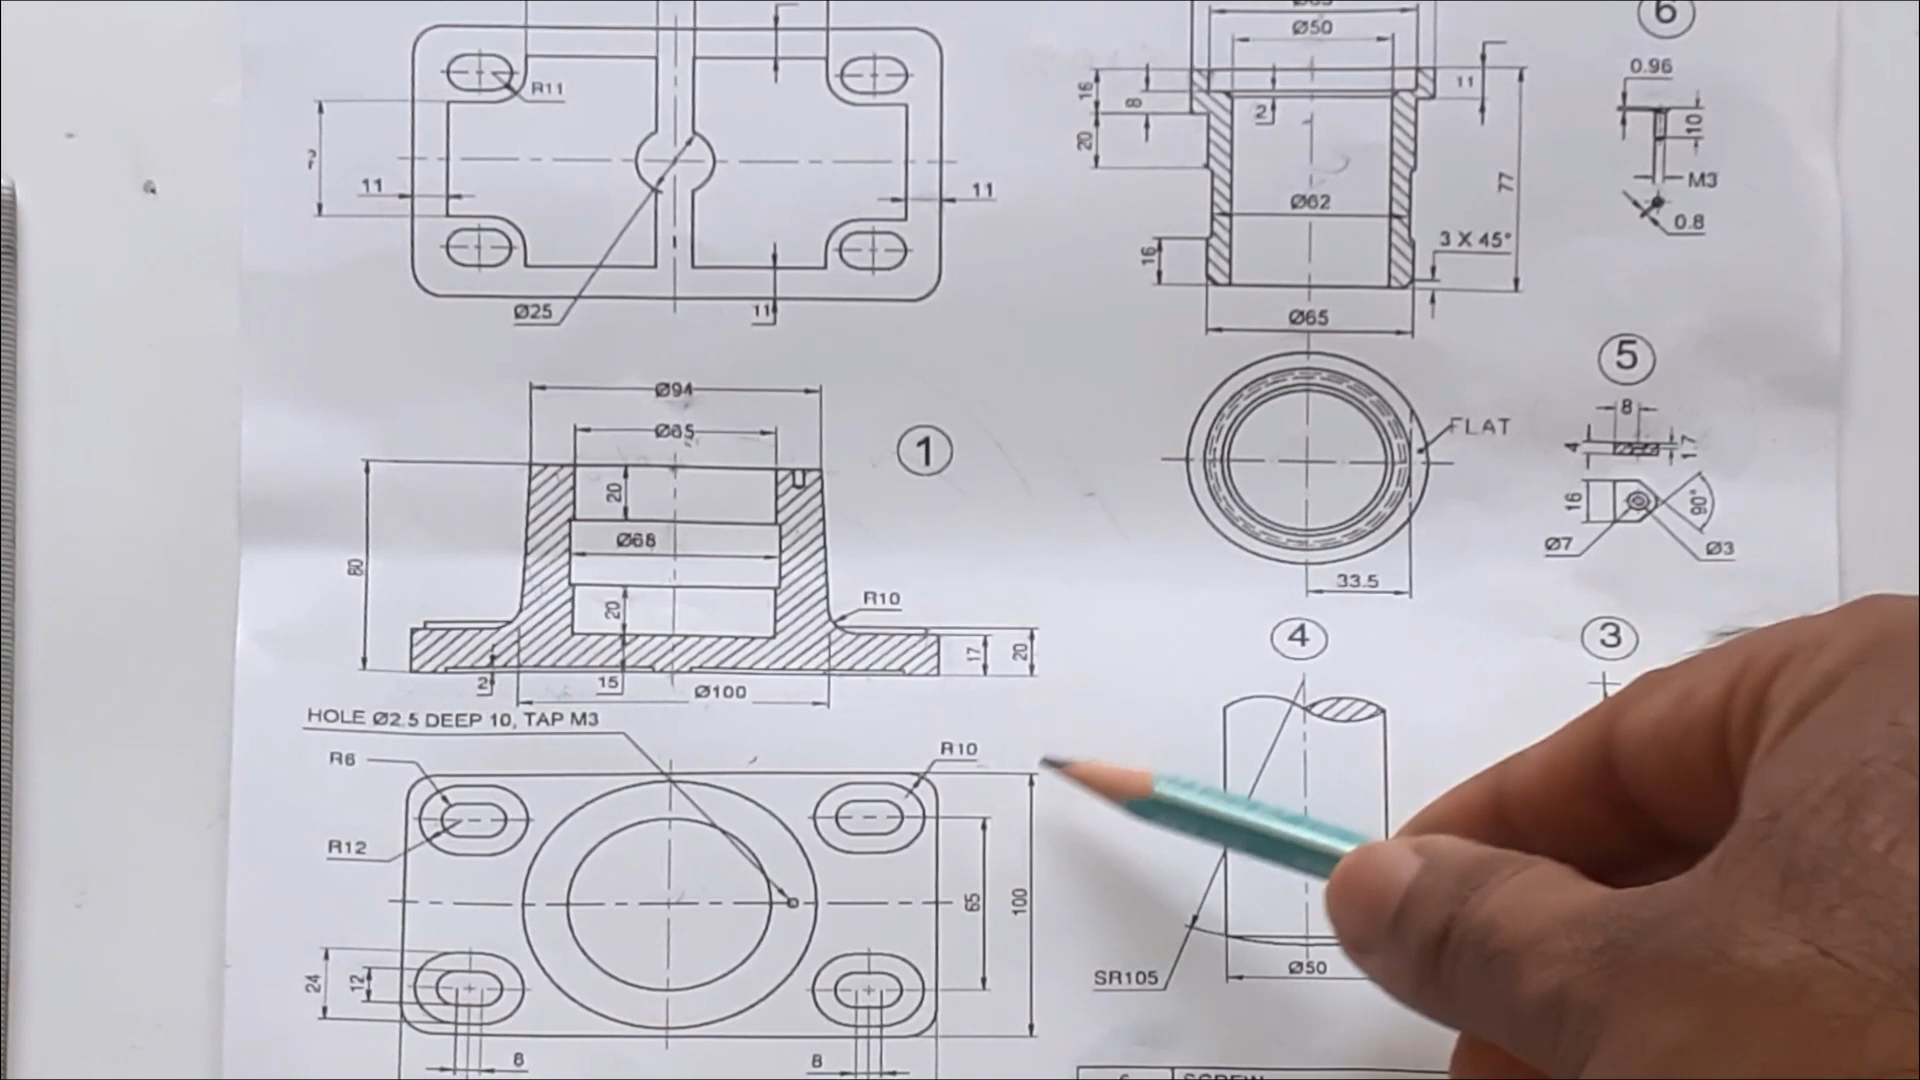 R11
11
11
Ø25
11
Ø50
16
8
2
11
20
Ø62
77
16
3 X 45°
Ø65
6
0.96
10
M3
0.8
5
8
4
1.7
16
90°
Ø7
Ø3
FLAT
33.5
Ø94
Ø65
1
20
Ø68
80
20
R10
17
20
2
15
Ø100
HOLE Ø2.5 DEEP 10, TAP M3
R6
R10
R12
65
100
24
12
8
8
4
3
SR105
Ø50